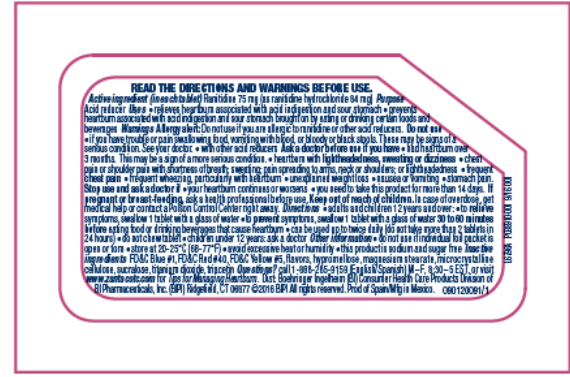 READ THE DIRECTIONS AND WARNINGS BEFORE USE.
Active ingredient (in each tablet) Ranitidine 75 mg (as ranitidine hydrochloride 84 mg) Purpose
Acid reducer Uses • relieves heartburn associated with acid indigestion and sour stomach • prevents
heartburn associated with acid indigestion and sour stomach brought on by eating or drinking certain foods and
beverages Warnings Allergy alert: Do not use if you are allergic to ranitidine or other acid reducers. Do not use
• if you have trouble or pain swallowing food, vomiting with blood, or bloody or black stools. These may be signs of a
serious condition. See your doctor. • with other acid reducers Ask a doctor before use if you have • had heartburn over
3 months. This may be a sign of a more serious condition. • heartburn with lightheadedness, sweating or dizziness • chest
pain or shoulder pain with shortness of breath; sweating; pain spreading to arms, neck or shoulders; or lightheadedness • frequent
chest pain • frequent wheezing, particularly with heartburn • unexplained weight loss • nausea or vomiting • stomach pain.
Stop use and ask a doctor if • your heartburn continues or worsens • you need to take this product for more than 14 days. If
pregnant or breast-feeding, ask a health professional before use. Keep out of reach of children. In case of overdose, get
medical help or contact a Poison Control Center right away. Directions • adults and children 12 years and over: • to relieve
symptoms, swallow 1 tablet with a glass of water • to prevent symptoms, swallow 1 tablet with a glass of water 30 to 60 minutes
before eating food or drinking beverages that cause heartburn • can be used up to twice daily (do not take more than 2 tablets in
24 hours) • do not chew tablet • children under 12 years: ask a doctor Other information • do not use if individual foil packet is
open or torn • store at 20-25°C (68-77°F) • avoid excessive heat or humidity • this product is sodium and sugar free Inactive
ingredients FD&C Blue #1, FD&C Red #40, FD&C Yellow #5, flavors, hypromellose, magnesium stearate, microcrystalline
cellulose, sucralose, titanium dioxide, triacetin Questions? call 1-888-285-9159 (English/Spanish) M-F, 8:30-5 EST, or visit
www.zantacotc.com for Tips for Managing Heartburn. Dist: Boehringer Ingelheim (BI) Consumer Health Care Products Division of
BI Pharmaceuticals, Inc. (BIPI) Ridgefield, CT 06877 ©2016 BIPI All rights reserved. Prod of Spain/Mfg in Mexico. 090120091/1